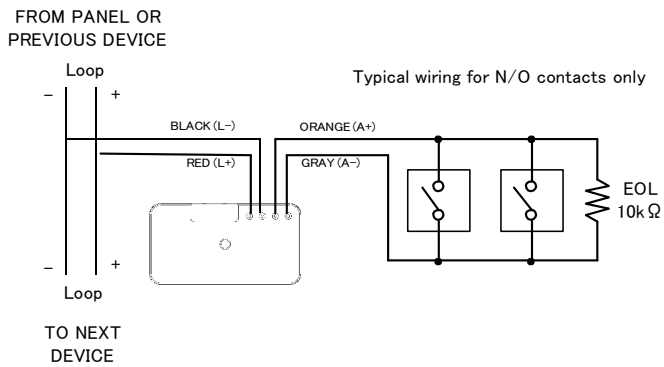 FROM PANEL OR
PREVIOUS DEVICE
Loop
− +
Typical wiring for N/O contacts only
BLACK(L−)
ORANGE(A+)
RED(L+)
GRAY(A−)
EOL
10kΩ
− +
Loop
TO NEXT
DEVICE